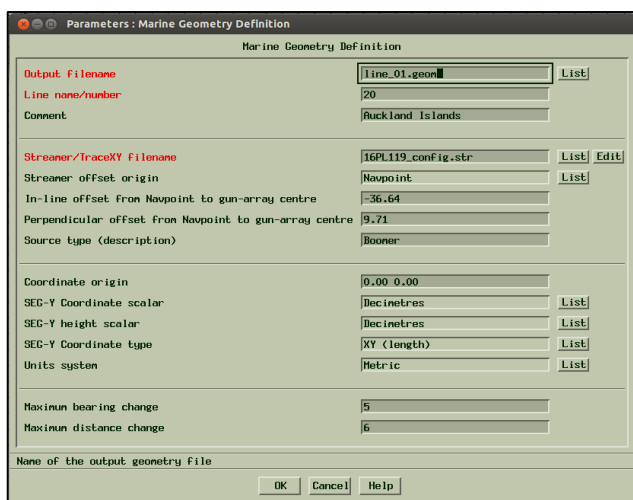 Parameters : Marine Geometry Definition
Marine Geometry Definition
Output filename line_01.geom List
Line name/number 20
Comment Auckland Islands
Streamer/TraceXY filename 16PL119_config.str List Edit
Streamer offset origin Navpoint List
In-line offset from Navpoint to gun-array centre -36.64
Perpendicular offset from Navpoint to gun-array centre 9.71
Source type (description) Boomer
Coordinate origin 0.00 0.00
SEG-Y Coordinate scalar Decimetres List
SEG-Y height scalar Decimetres List
SEG-Y Coordinate type XY (length) List
Units system Metric List
Maximum bearing change 5
Maximum distance change 6
Name of the output geometry file
OK Cancel Help